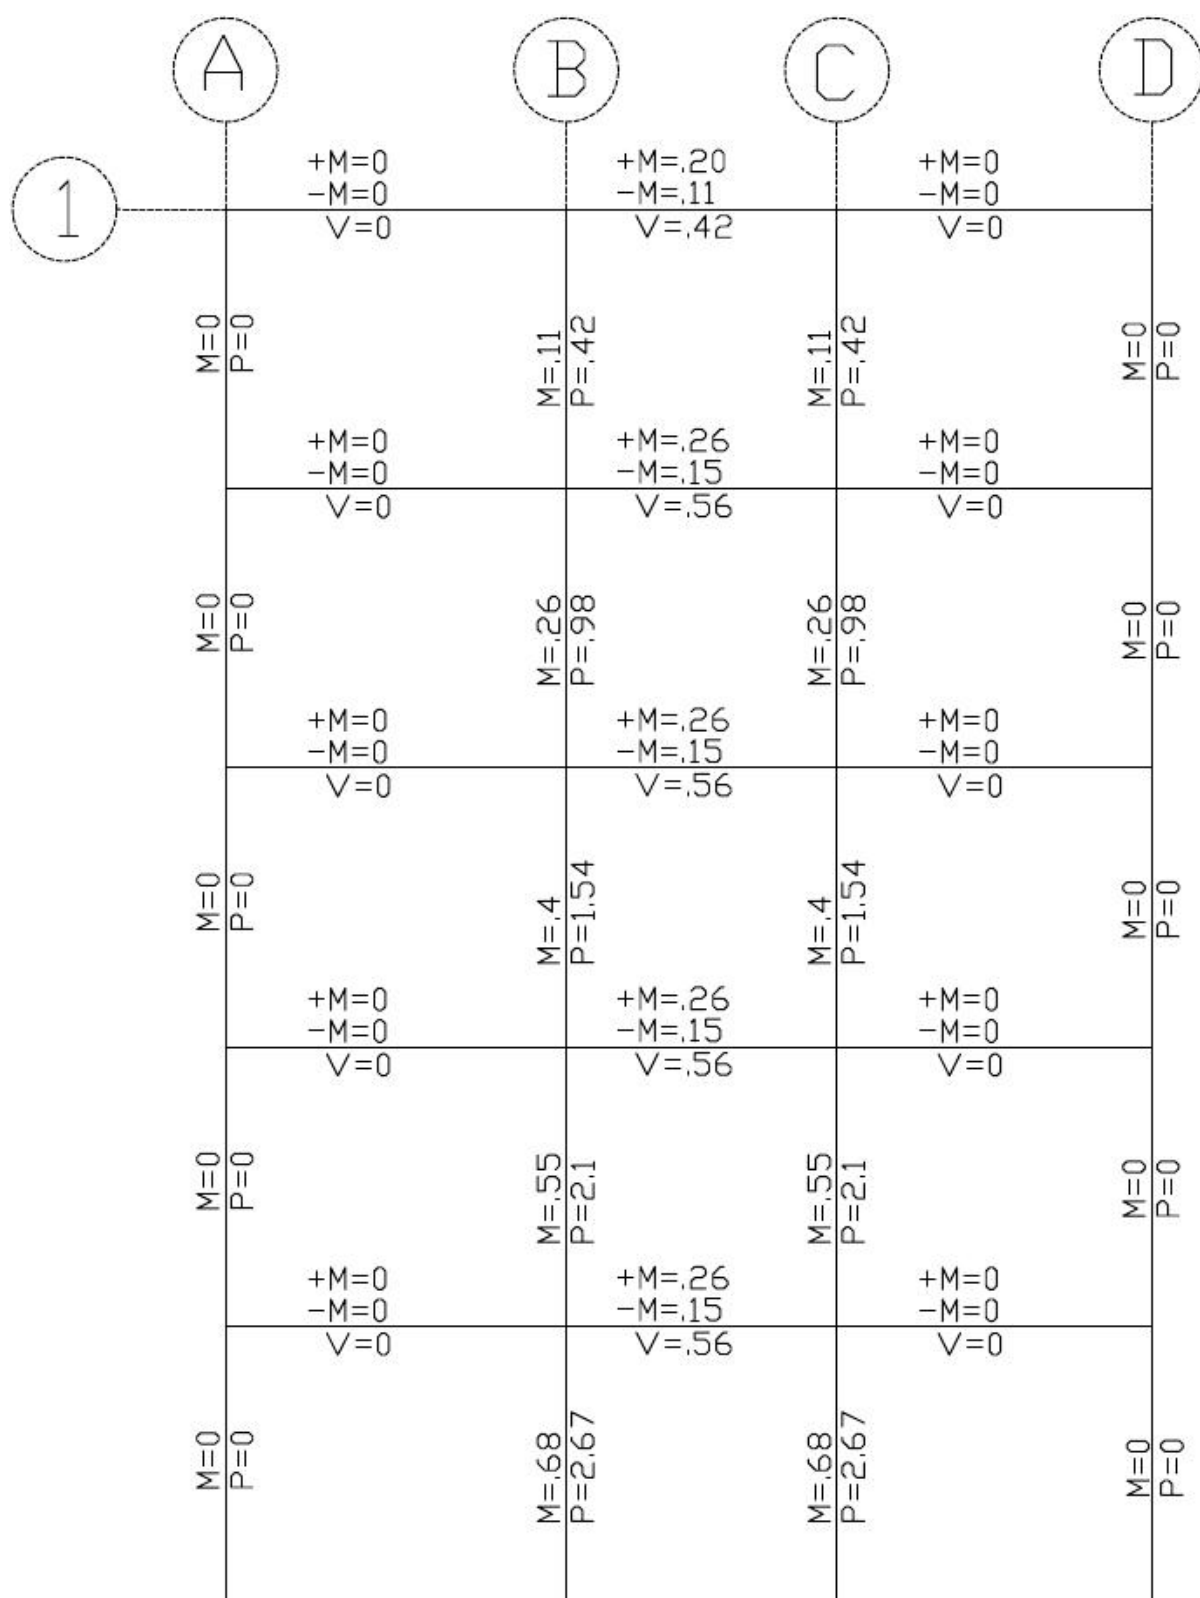 A B C D
1
+M=0 +M=.20 +M=0
-M=0 -M=.11 -M=0
V=0 V=.42 V=0
M=0 M=.11 M=.11 M=0
P=0 P=.42 P=.42 P=0
+M=0 +M=.26 +M=0
-M=0 -M=.15 -M=0
V=0 V=.56 V=0
M=0 M=.26 M=.26 M=0
P=0 P=.98 P=.98 P=0
+M=0 +M=.26 +M=0
-M=0 -M=.15 -M=0
V=0 V=.56 V=0
M=0 M=.4 M=.4 M=0
P=0 P=1.54 P=1.54 P=0
+M=0 +M=.26 +M=0
-M=0 -M=.15 -M=0
V=0 V=.56 V=0
M=0 M=.55 M=.55 M=0
P=0 P=2.1 P=2.1 P=0
+M=0 +M=.26 +M=0
-M=0 -M=.15 -M=0
V=0 V=.56 V=0
M=0 M=.68 M=.68 M=0
P=0 P=2.67 P=2.67 P=0